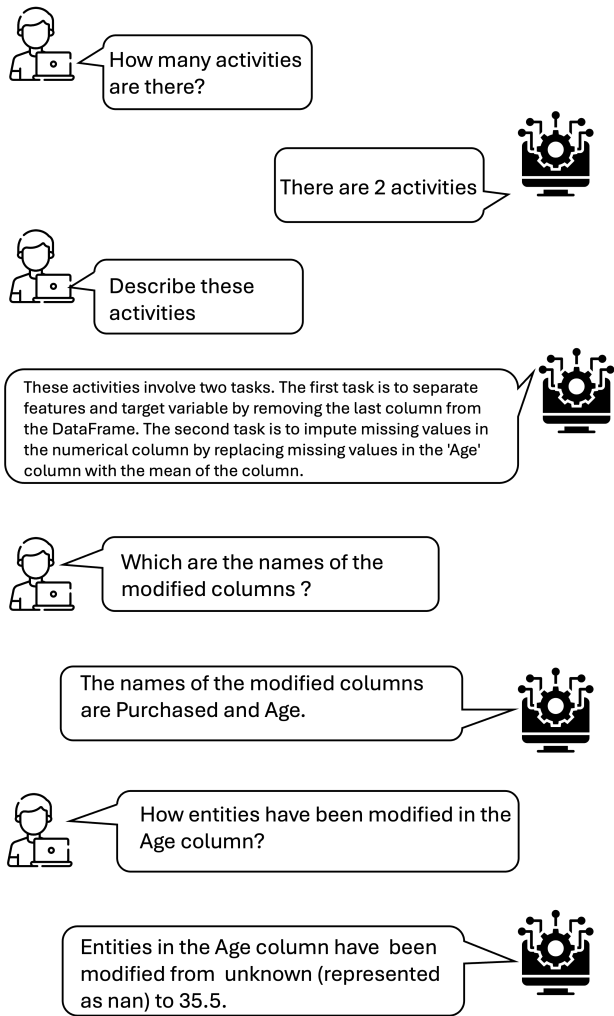 How many activities
are there?
There are 2 activities
Describe these
activities
These activities involve two tasks. The first task is to separate
features and target variable by removing the last column from
the DataFrame. The second task is to impute missing values in
the numerical column by replacing missing values in the 'Age'
column with the mean of the column.
Which are the names of the
modified columns ?
The names of the modified columns
are Purchased and Age.
How entities have been modified in the
Age column?
Entities in the Age column have been
modified from unknown (represented
as nan) to 35.5.